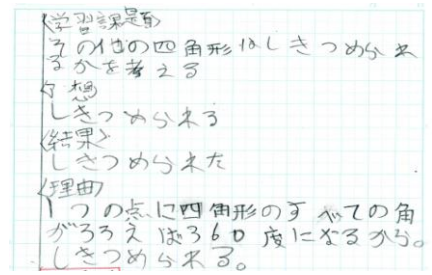 〈学習課題〉
その他の四角形はしきつめられ
るかを考える
予想
しきつめられる
〈結果〉
しきつめられた
〈理由〉
1つの点に四角形のすべての角
がそろえば360度になるから。
しきつめられる。